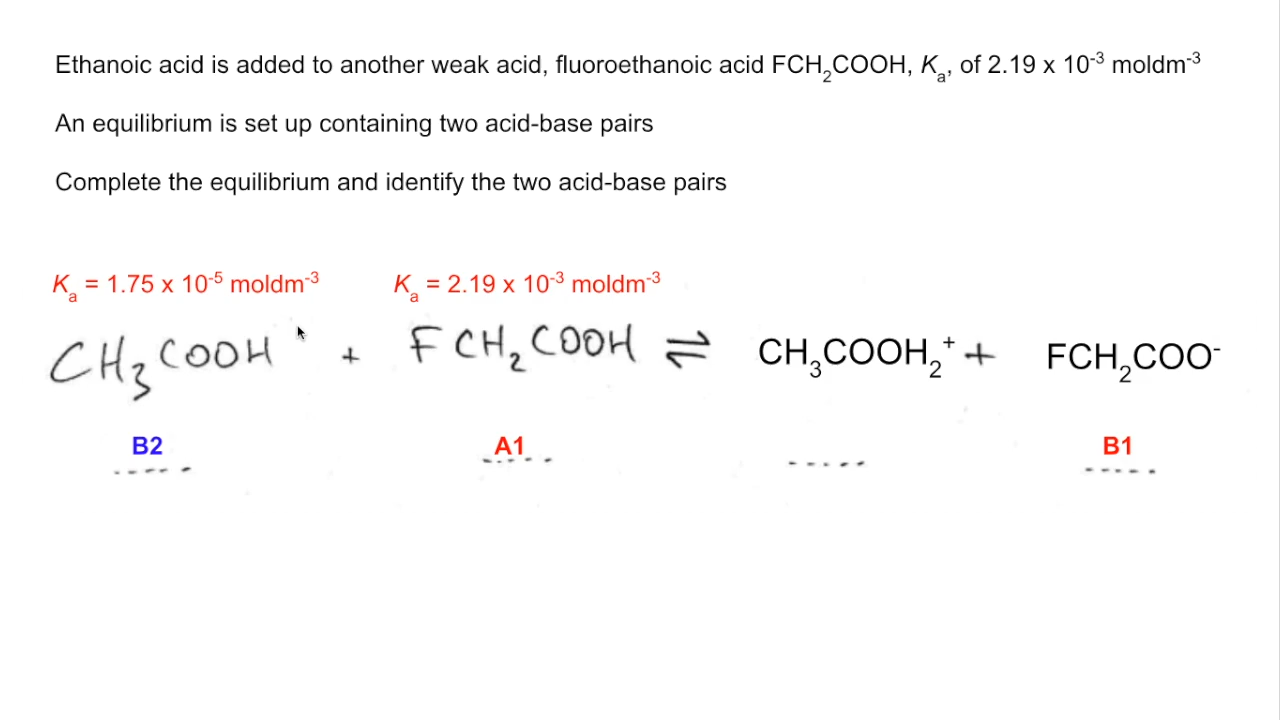 Ethanoic acid is added to another weak acid, fluoroethanoic acid FCH₂COOH, Kₐ, of 2.19 x 10⁻³ moldm⁻³
An equilibrium is set up containing two acid-base pairs
Complete the equilibrium and identify the two acid-base pairs
Kₐ = 1.75 x 10⁻⁵ moldm⁻³ Kₐ = 2.19 x 10⁻³ moldm⁻³
CH₃COOH + FCH₂COOH ⇌ CH₃COOH₂⁺ + FCH₂COO⁻
B2 A1 B1